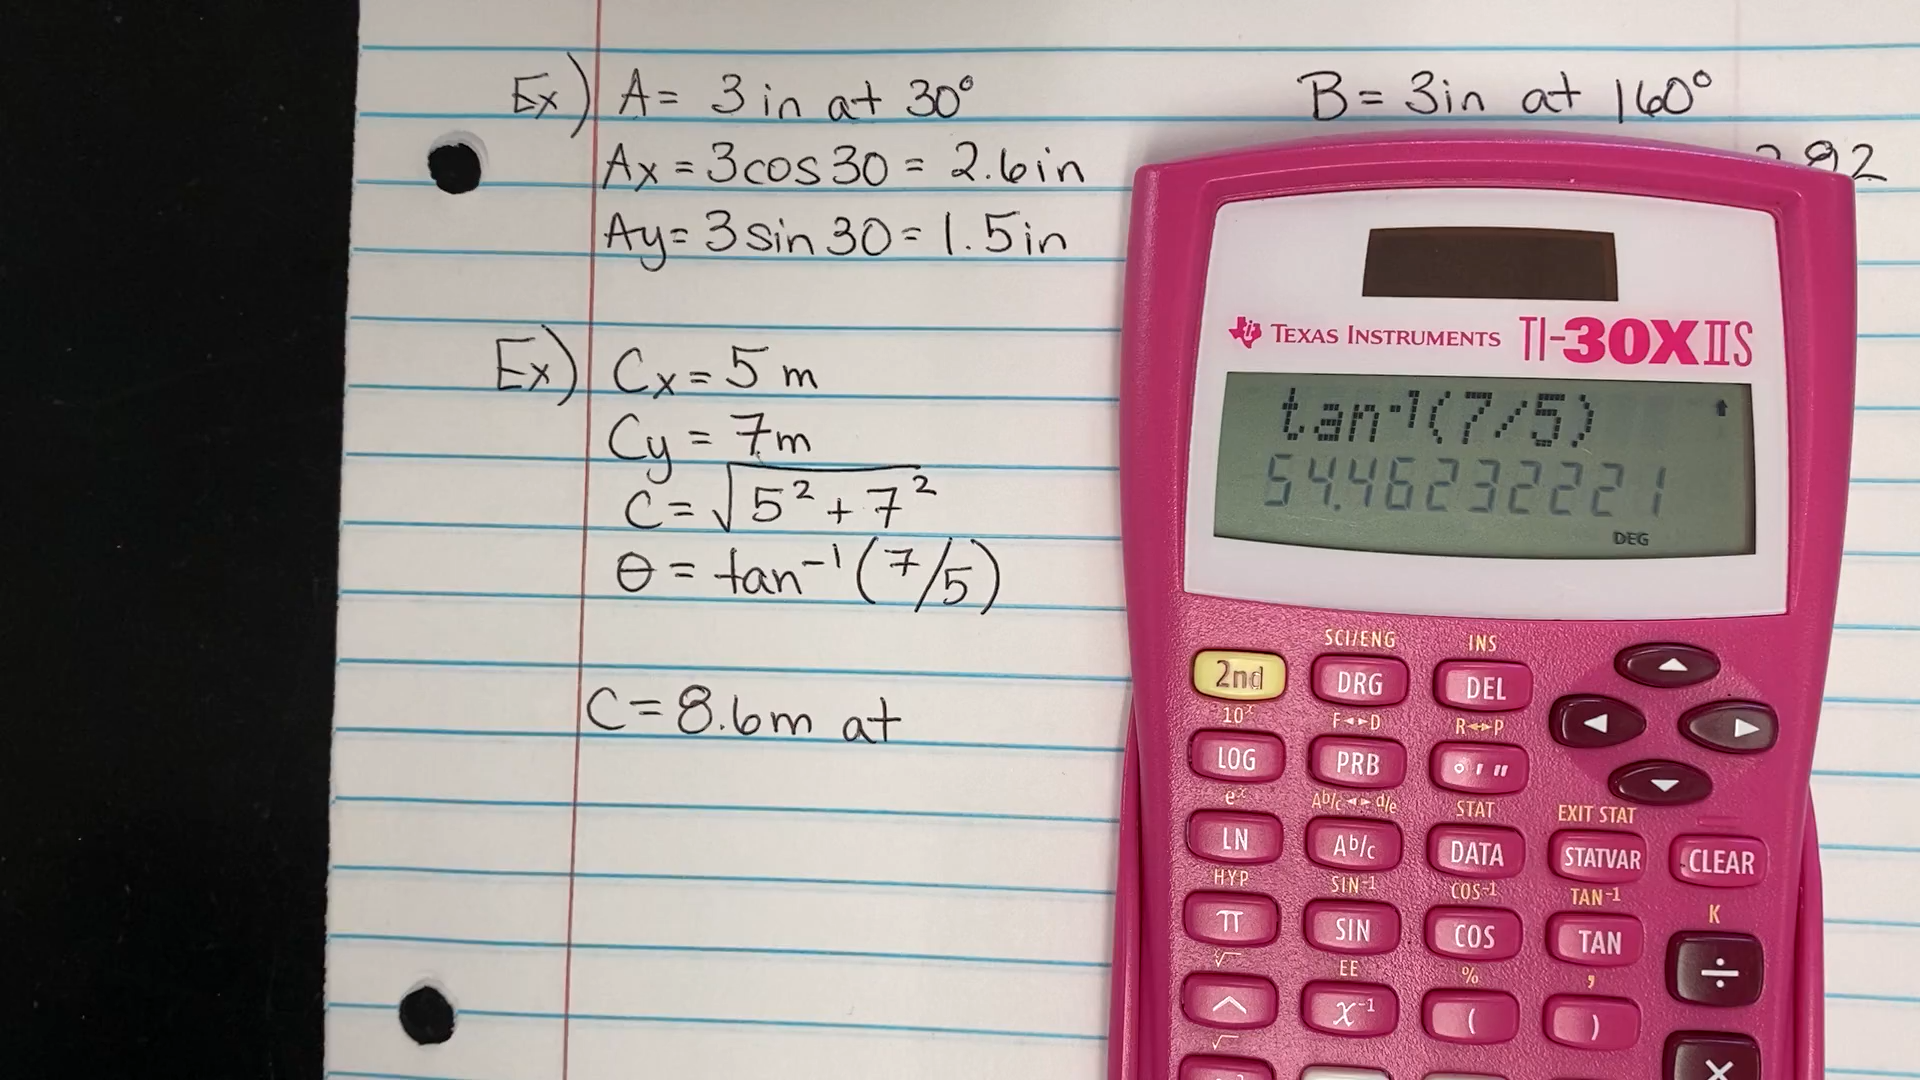 Ex) A = 3 in at 30°
Ax = 3cos30 = 2.6in
Ay = 3sin30 = 1.5in
B = 3in at 160°
Ex) Cx = 5 m
Cy = 7m
C = √5² + 7²
θ = tan⁻¹(7/5)
C = 8.6m at
TEXAS INSTRUMENTS TI-30X IIS
tan⁻¹(7/5)
54.46232221
DEG
SCI/ENG INS
2nd DRG DEL
10ˣ F◄►D R◄►P
LOG PRB ° ' "
eˣ Ab/c◄►d/e STAT EXIT STAT
LN Ab/c DATA STATVAR CLEAR
HYP SIN⁻¹ COS⁻¹ TAN⁻¹ K
π SIN COS TAN ÷
ˣ√ EE % ,
^ x⁻¹ ( ) ×
√